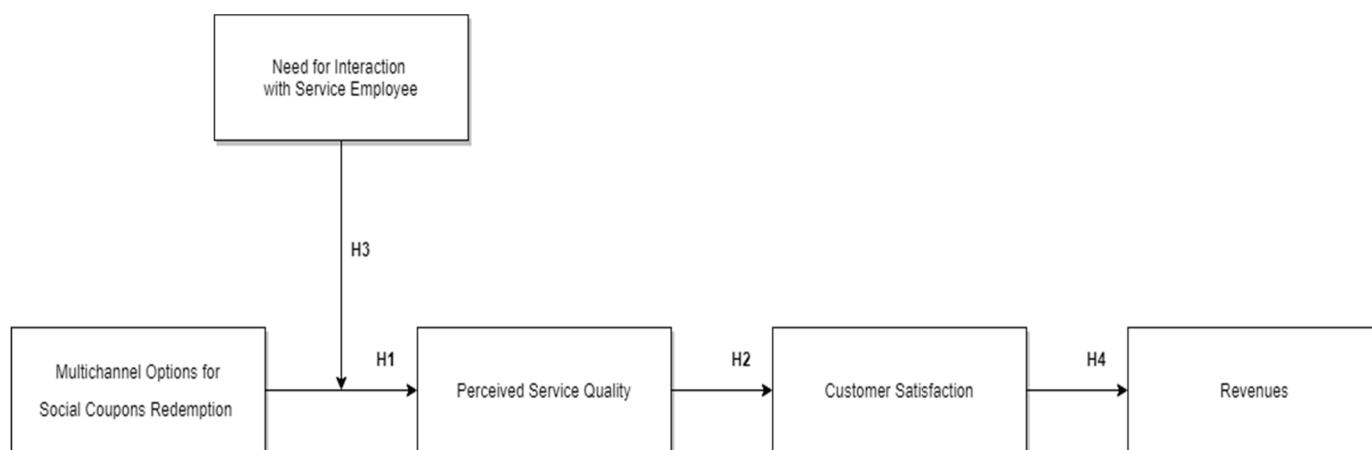 Need for Interaction
with Service Employee
H3
H1
H2
H4
Multichannel Options for
Social Coupons Redemption
Perceived Service Quality
Customer Satisfaction
Revenues